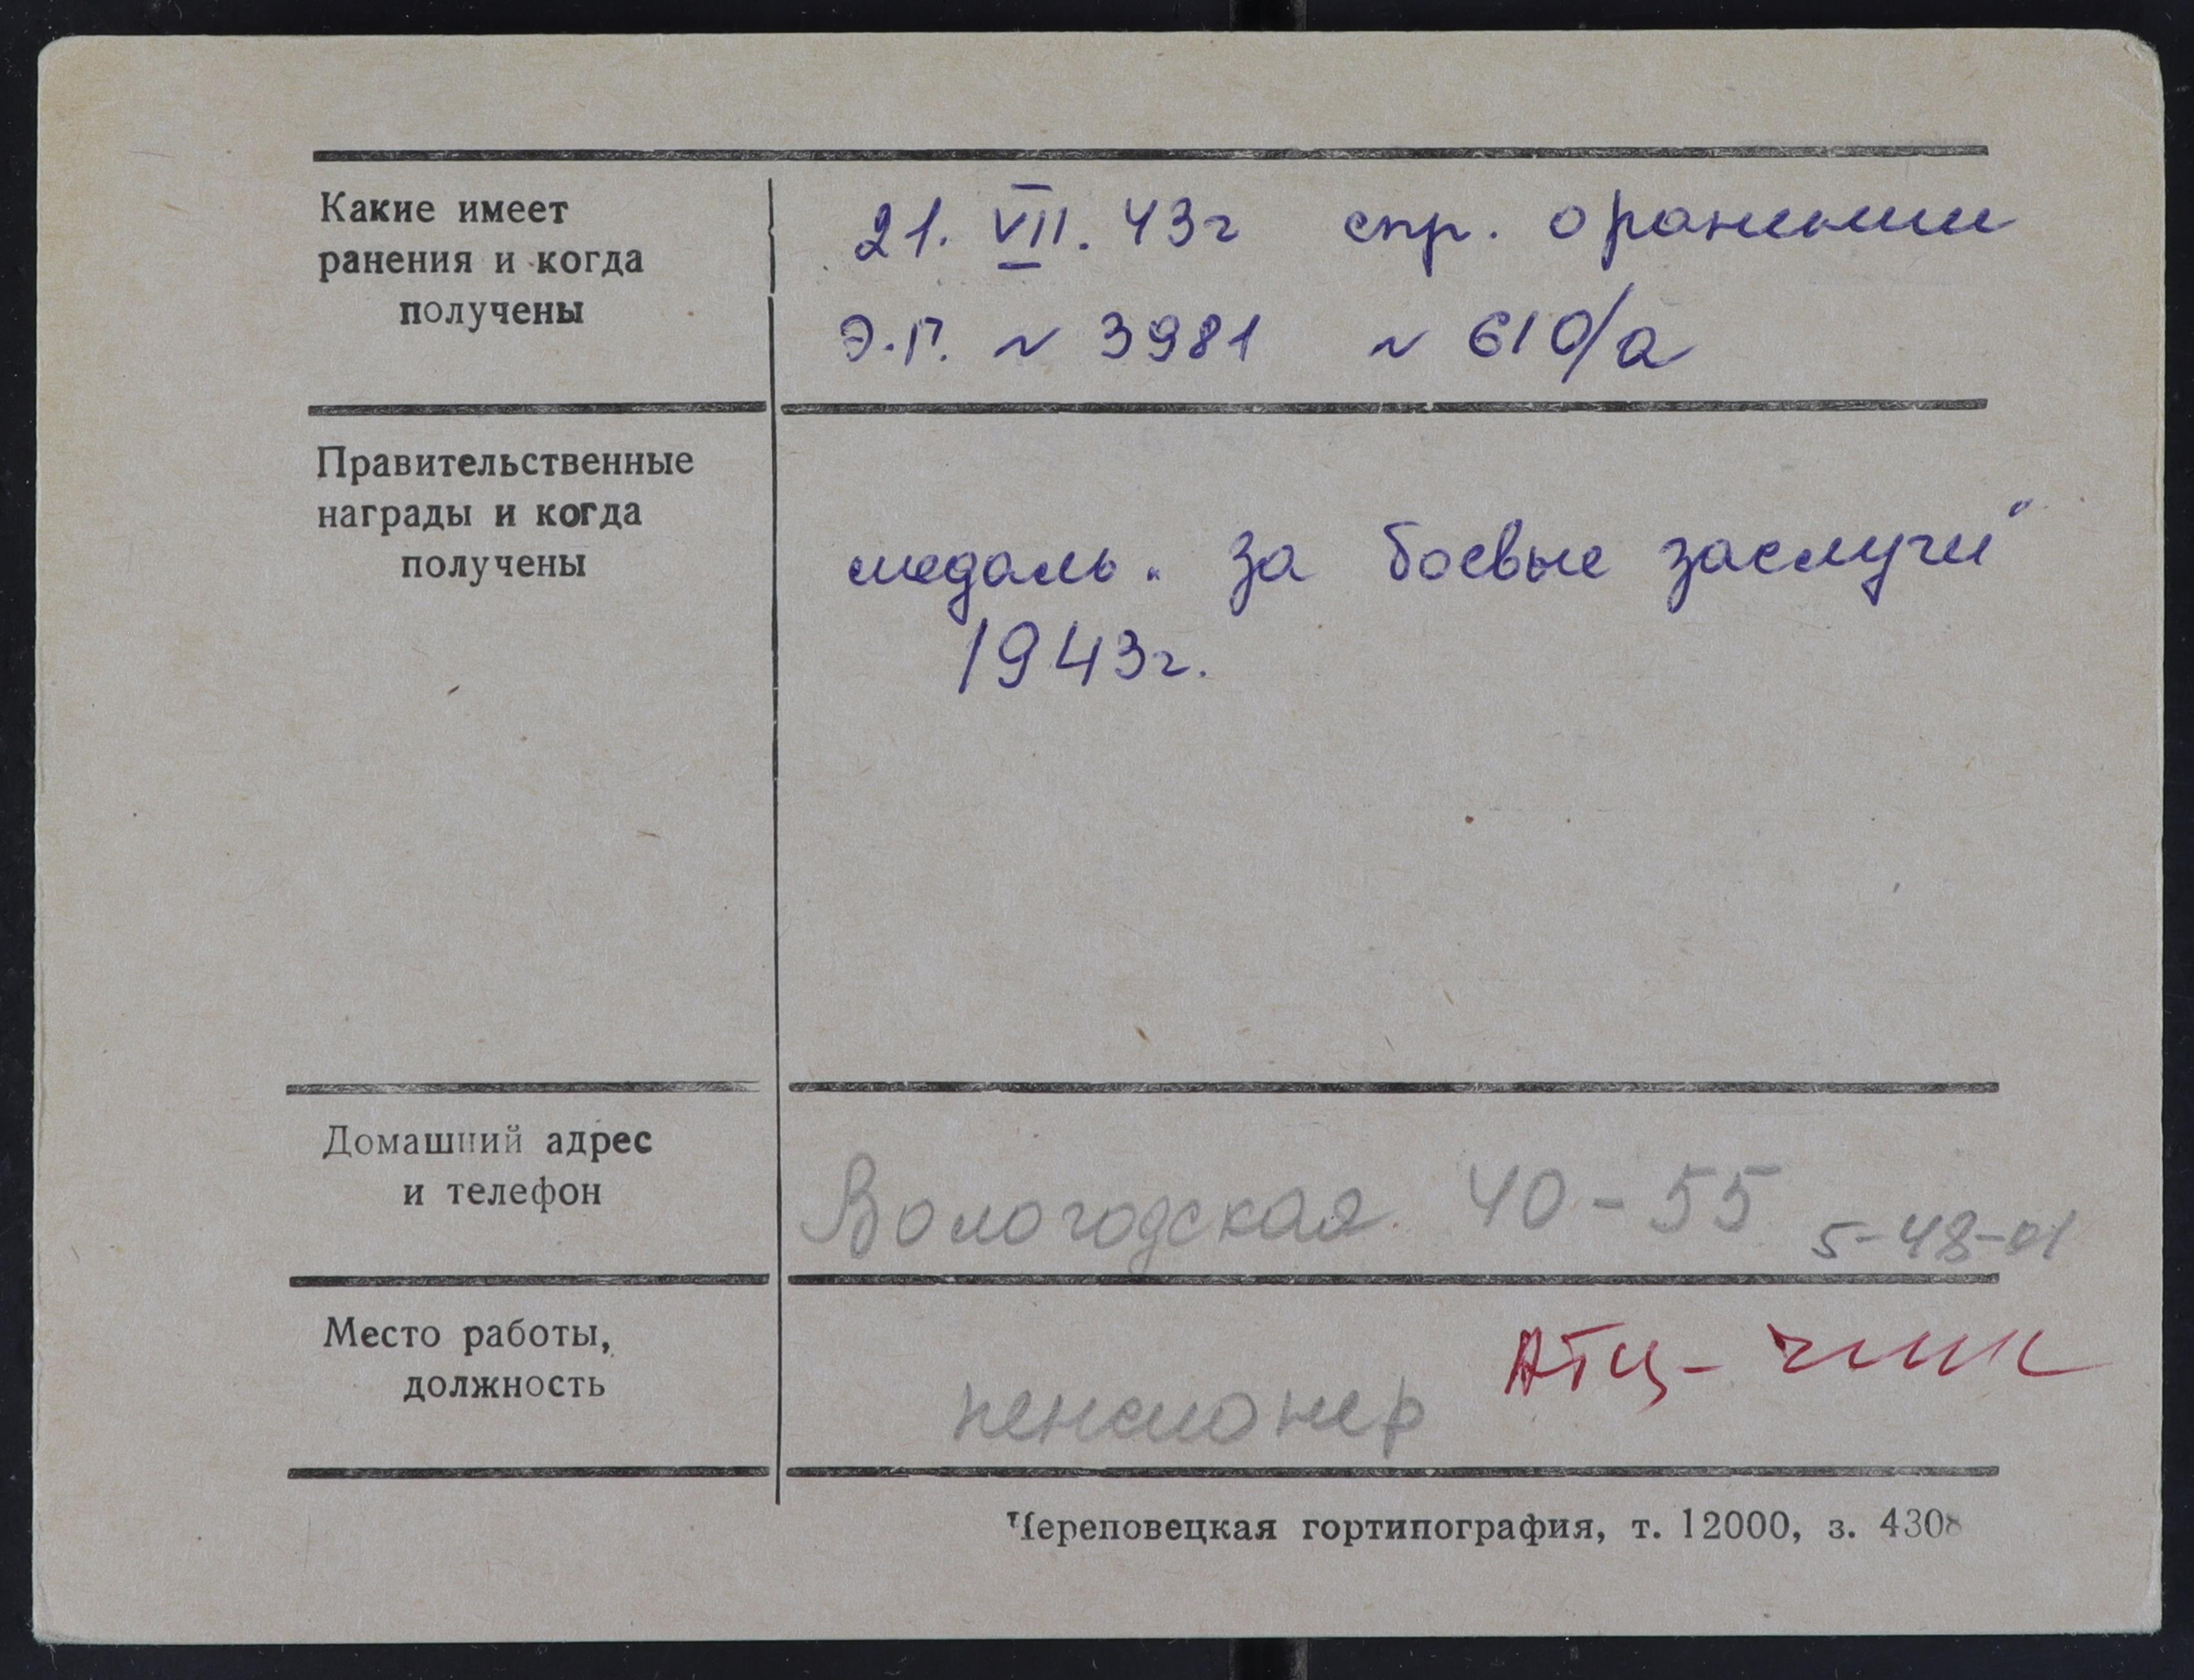 Какие имеет
ранения и когда
получены
21. VII. 43г спр. о ранении
Э.Г. № 3981 № 610/а
Правительственные
награды и когда
получены
медаль „За боевые заслуги"
1943г.
Домашний адрес
и телефон
Вологодская 40-55 5-48-01
Место работы,
должность
АТЦ-
пенсионер
Череповецкая гортипография, т. 12000, з. 4308